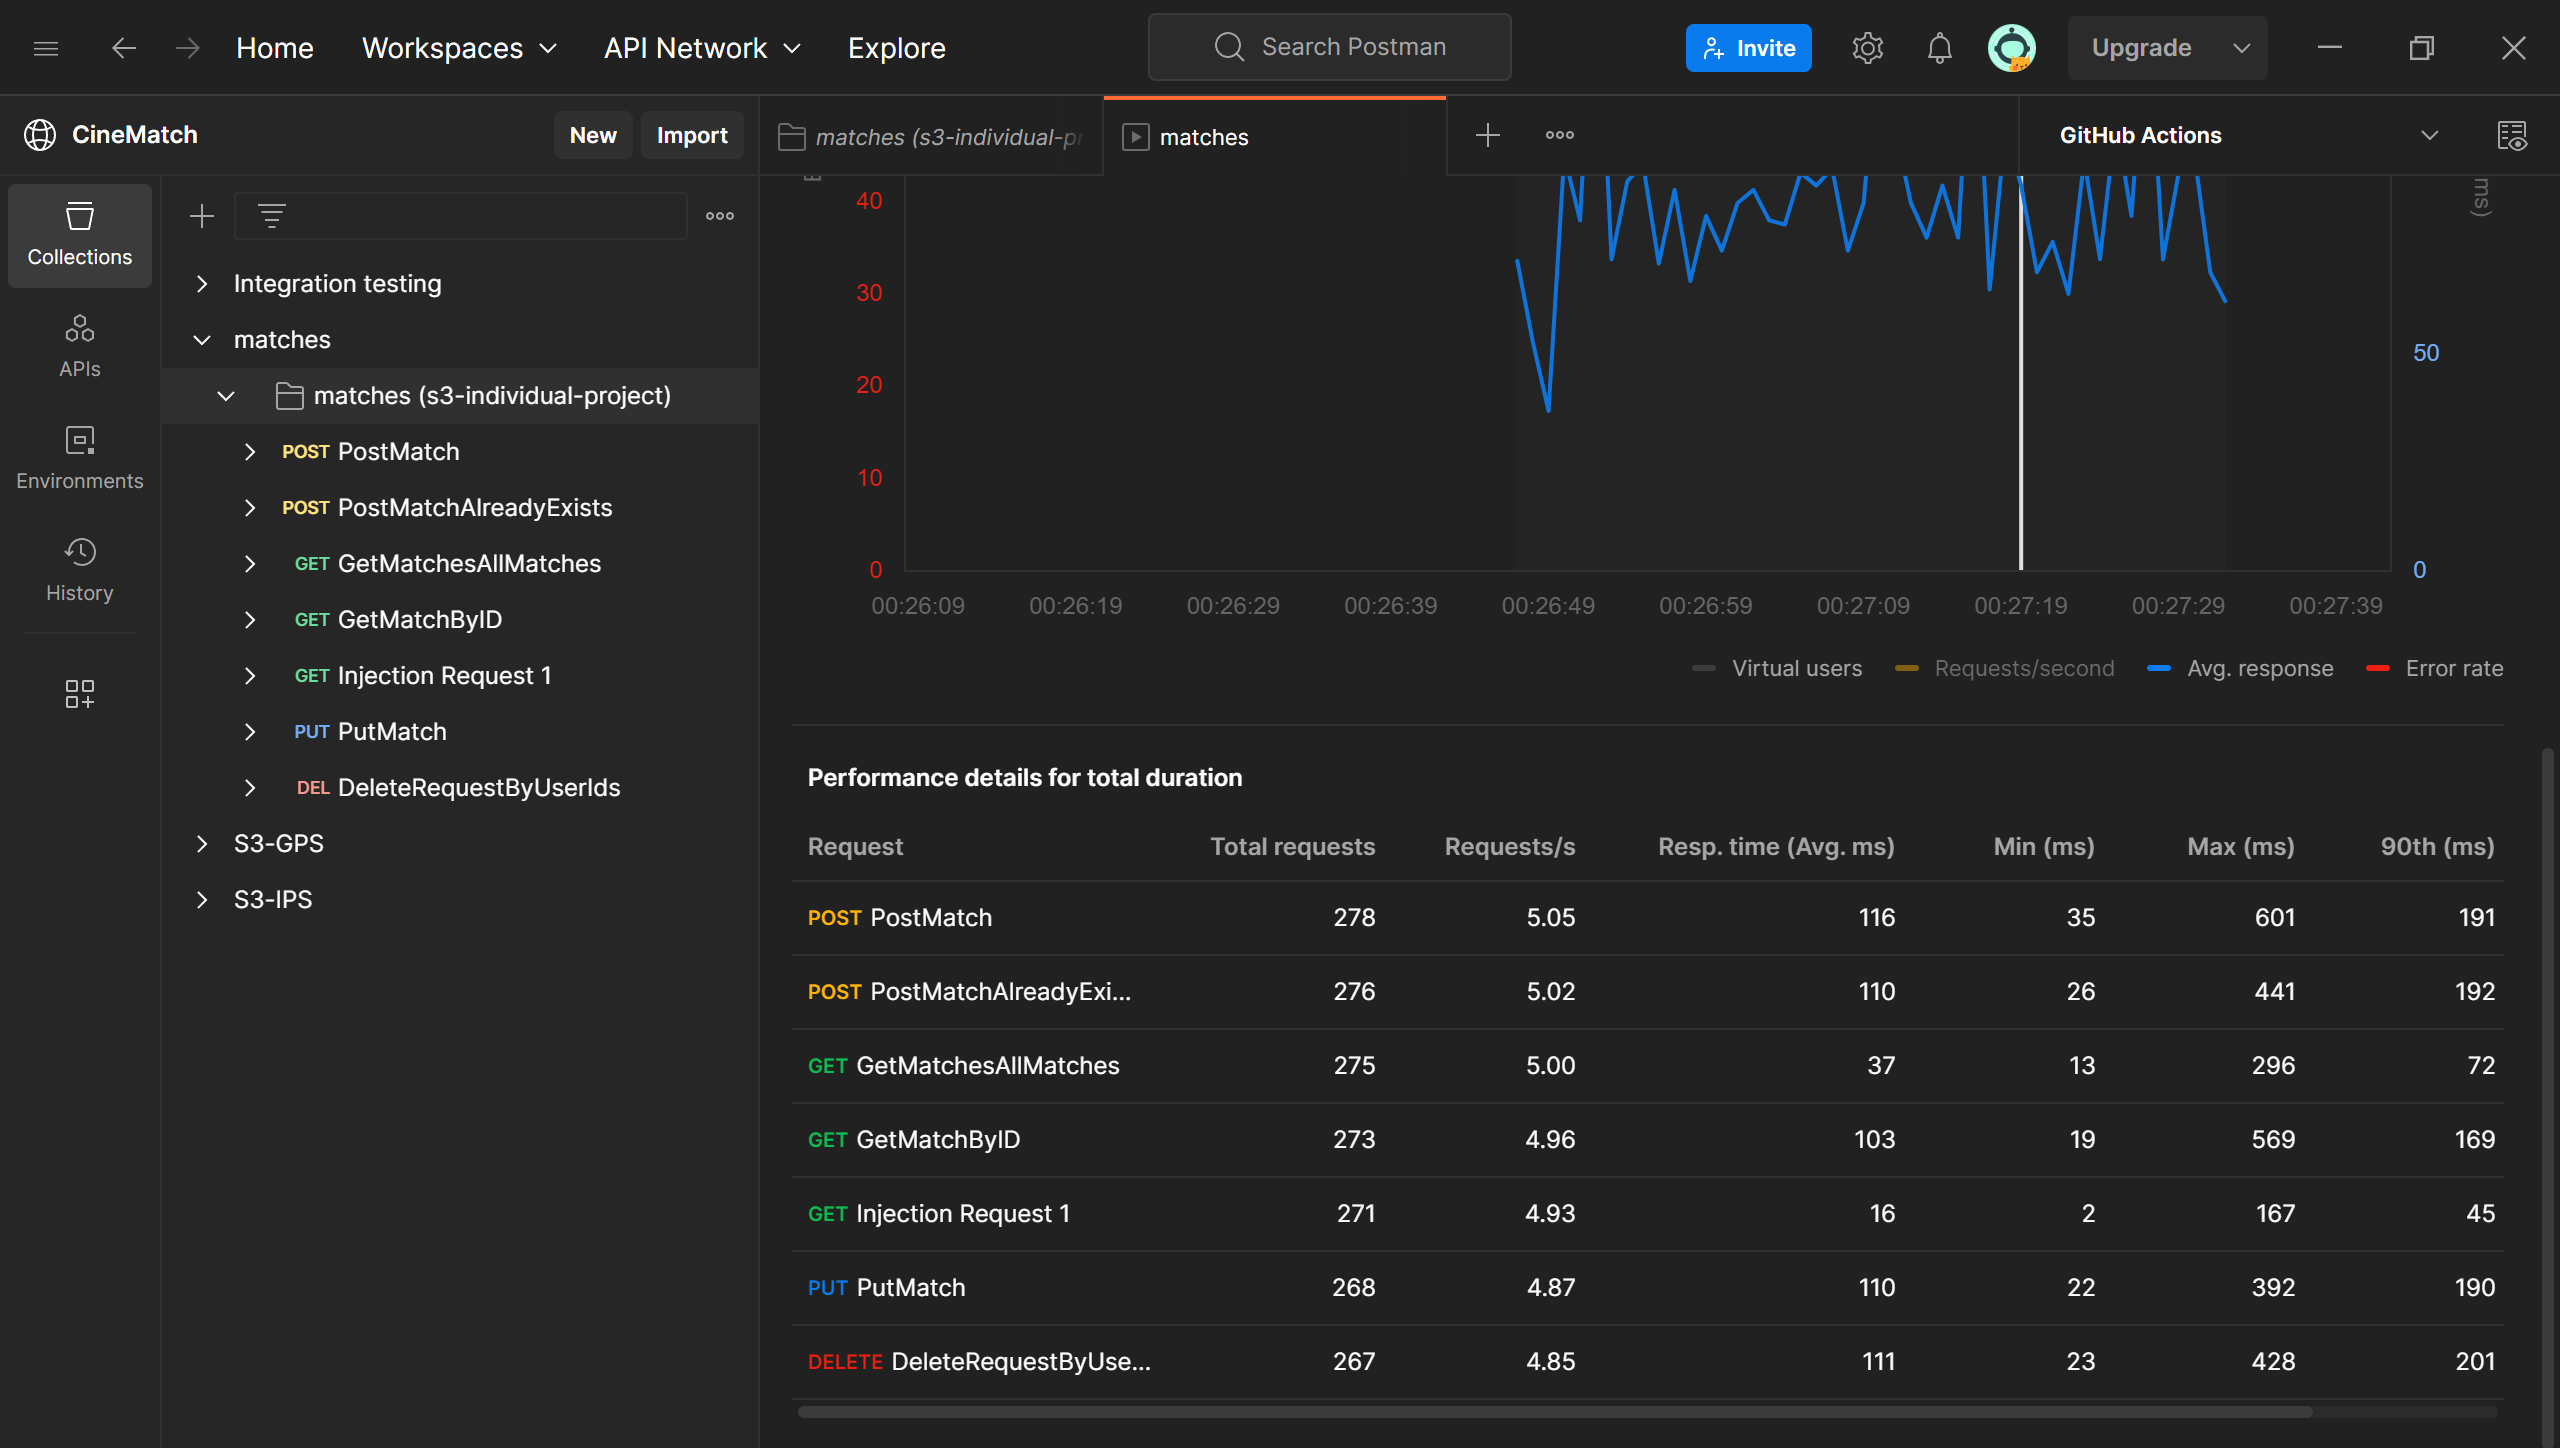 Home Workspaces API Network Explore Search Postman Invite Upgrade
CineMatch New Import
matches (s3-individual-pr matches GitHub Actions
Collections
APIs
Environments
History
Integration testing
matches
matches (s3-individual-project)
POST PostMatch
POST PostMatchAlreadyExists
GET GetMatchesAllMatches
GET GetMatchByID
GET Injection Request 1
PUT PutMatch
DEL DeleteRequestByUserIds
S3-GPS
S3-IPS
40
30
20
10
0
ms)
50
0
00:26:09 00:26:19 00:26:29 00:26:39 00:26:49 00:26:59 00:27:09 00:27:19 00:27:29 00:27:39
Virtual users Requests/second Avg. response Error rate
Performance details for total duration
Request Total requests Requests/s Resp. time (Avg. ms) Min (ms) Max (ms) 90th (ms)
POST PostMatch 278 5.05 116 35 601 191
POST PostMatchAlreadyExi... 276 5.02 110 26 441 192
GET GetMatchesAllMatches 275 5.00 37 13 296 72
GET GetMatchByID 273 4.96 103 19 569 169
GET Injection Request 1 271 4.93 16 2 167 45
PUT PutMatch 268 4.87 110 22 392 190
DELETE DeleteRequestByUse... 267 4.85 111 23 428 201